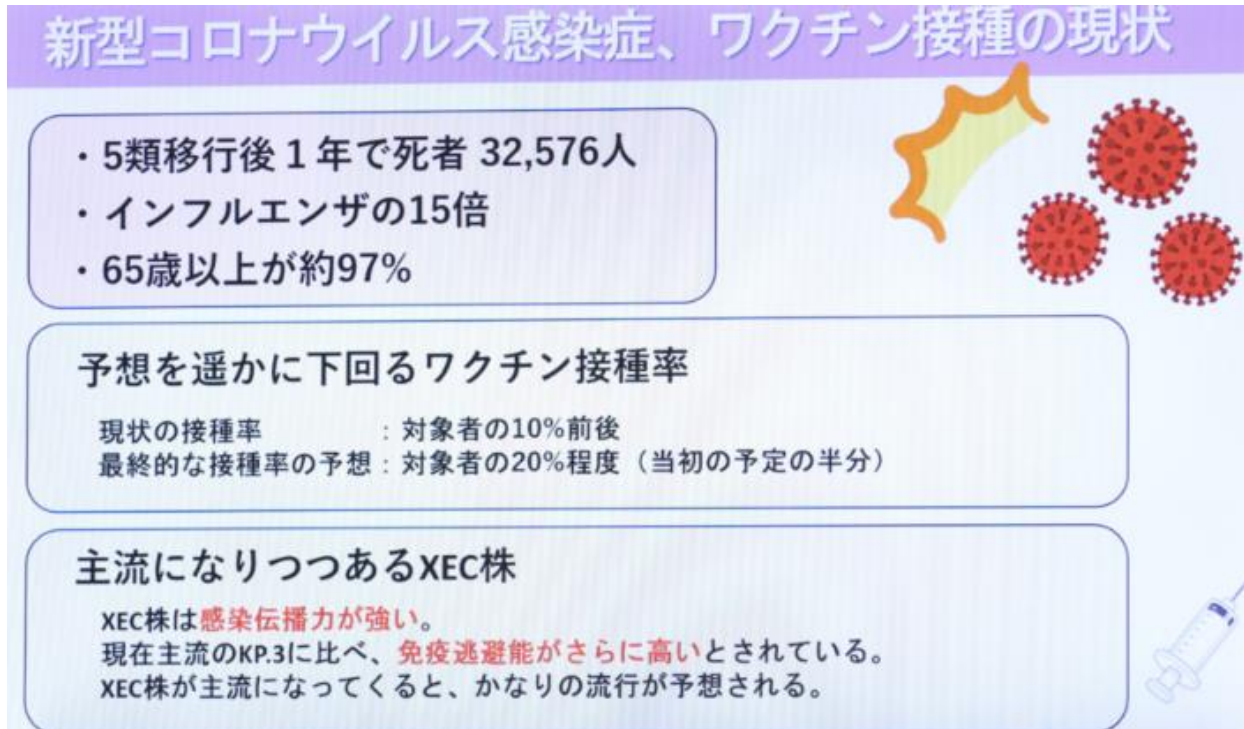 新型コロナウイルス感染症、ワクチン接種の現状
・5類移行後１年で死者 32,576人
・インフルエンザの15倍
・65歳以上が約97%
予想を遥かに下回るワクチン接種率
現状の接種率　　　　：対象者の10%前後
最終的な接種率の予想：対象者の20%程度（当初の予定の半分）
主流になりつつあるXEC株
XEC株は感染伝播力が強い。
現在主流のKP.3に比べ、免疫逃避能がさらに高いとされている。
XEC株が主流になってくると、かなりの流行が予想される。